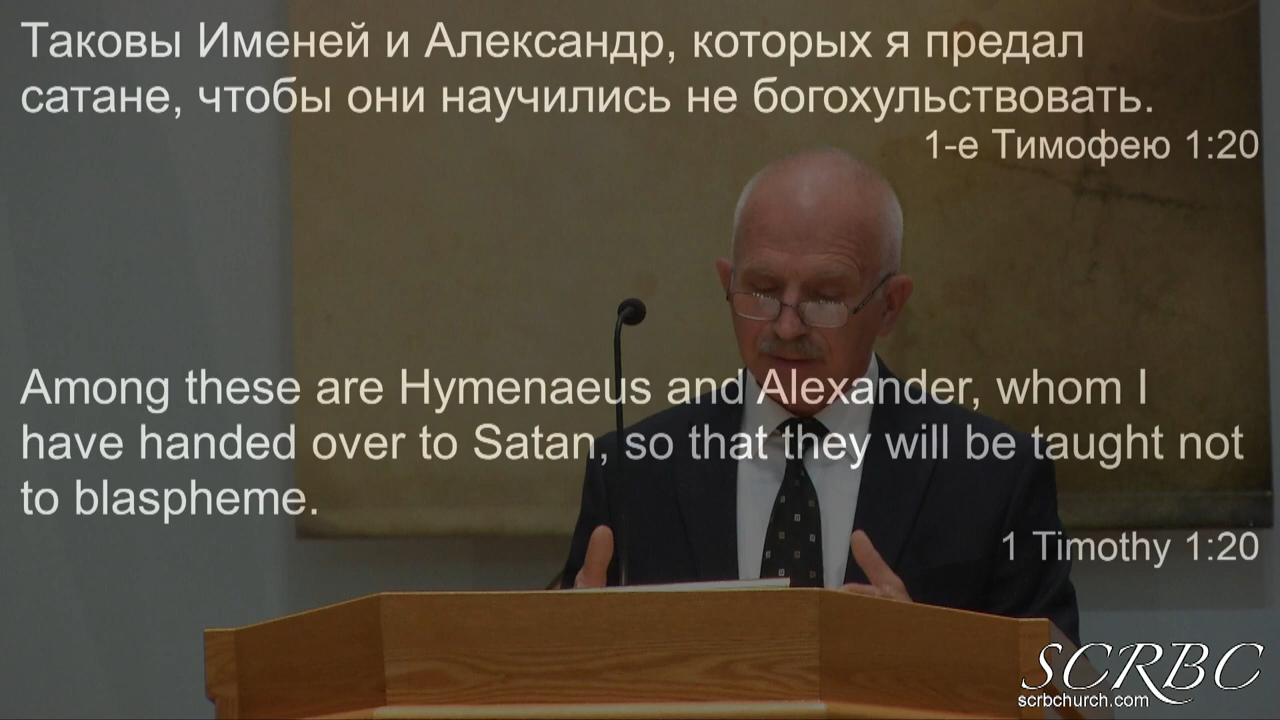 Таковы Именей и Александр, которых я предал
сатане, чтобы они научились не богохульствовать.
1-е Тимофею 1:20
Among these are Hymenaeus and Alexander, whom I
have handed over to Satan, so that they will be taught not
to blaspheme.
1 Timothy 1:20
SCRBC
scrbchurch.com